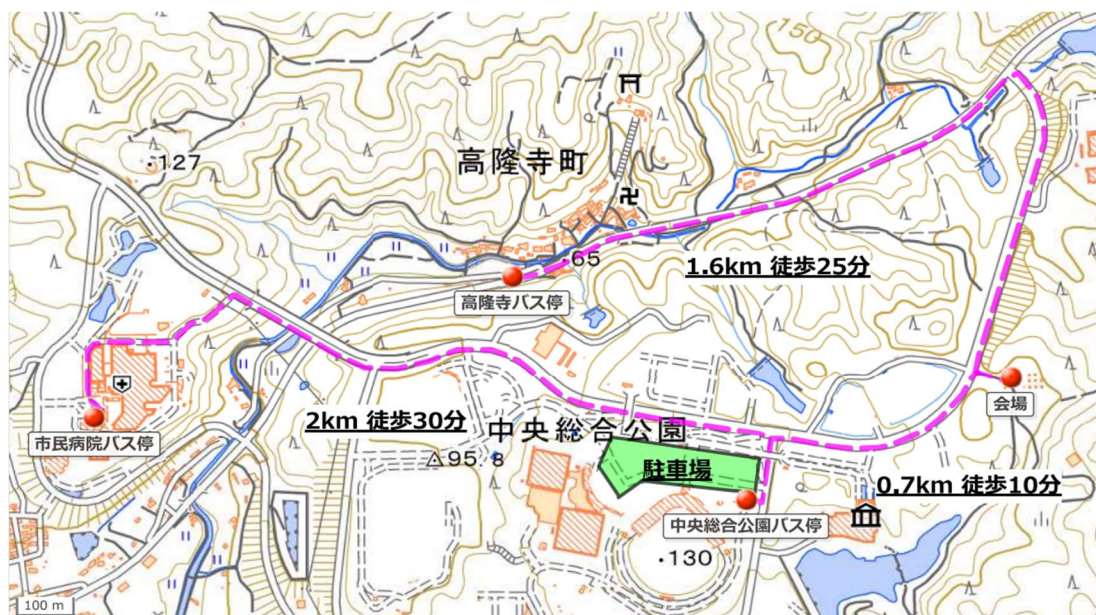 150
127
高隆寺町
65
1.6km 徒歩25分
高隆寺バス停
会場
2km 徒歩30分
市民病院バス停
中央総合公園
95.8
駐車場
0.7km 徒歩10分
中央総合公園バス停
130
100 m